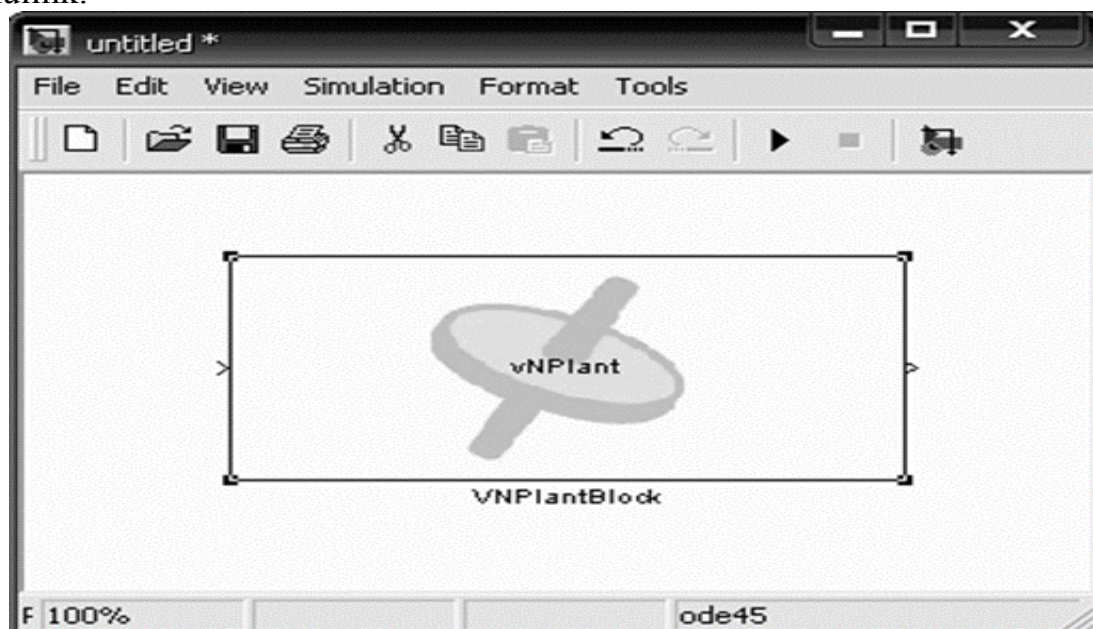 untitled *
File Edit View Simulation Format Tools
vNPlant
VNPlantBlock
F 100% ode45